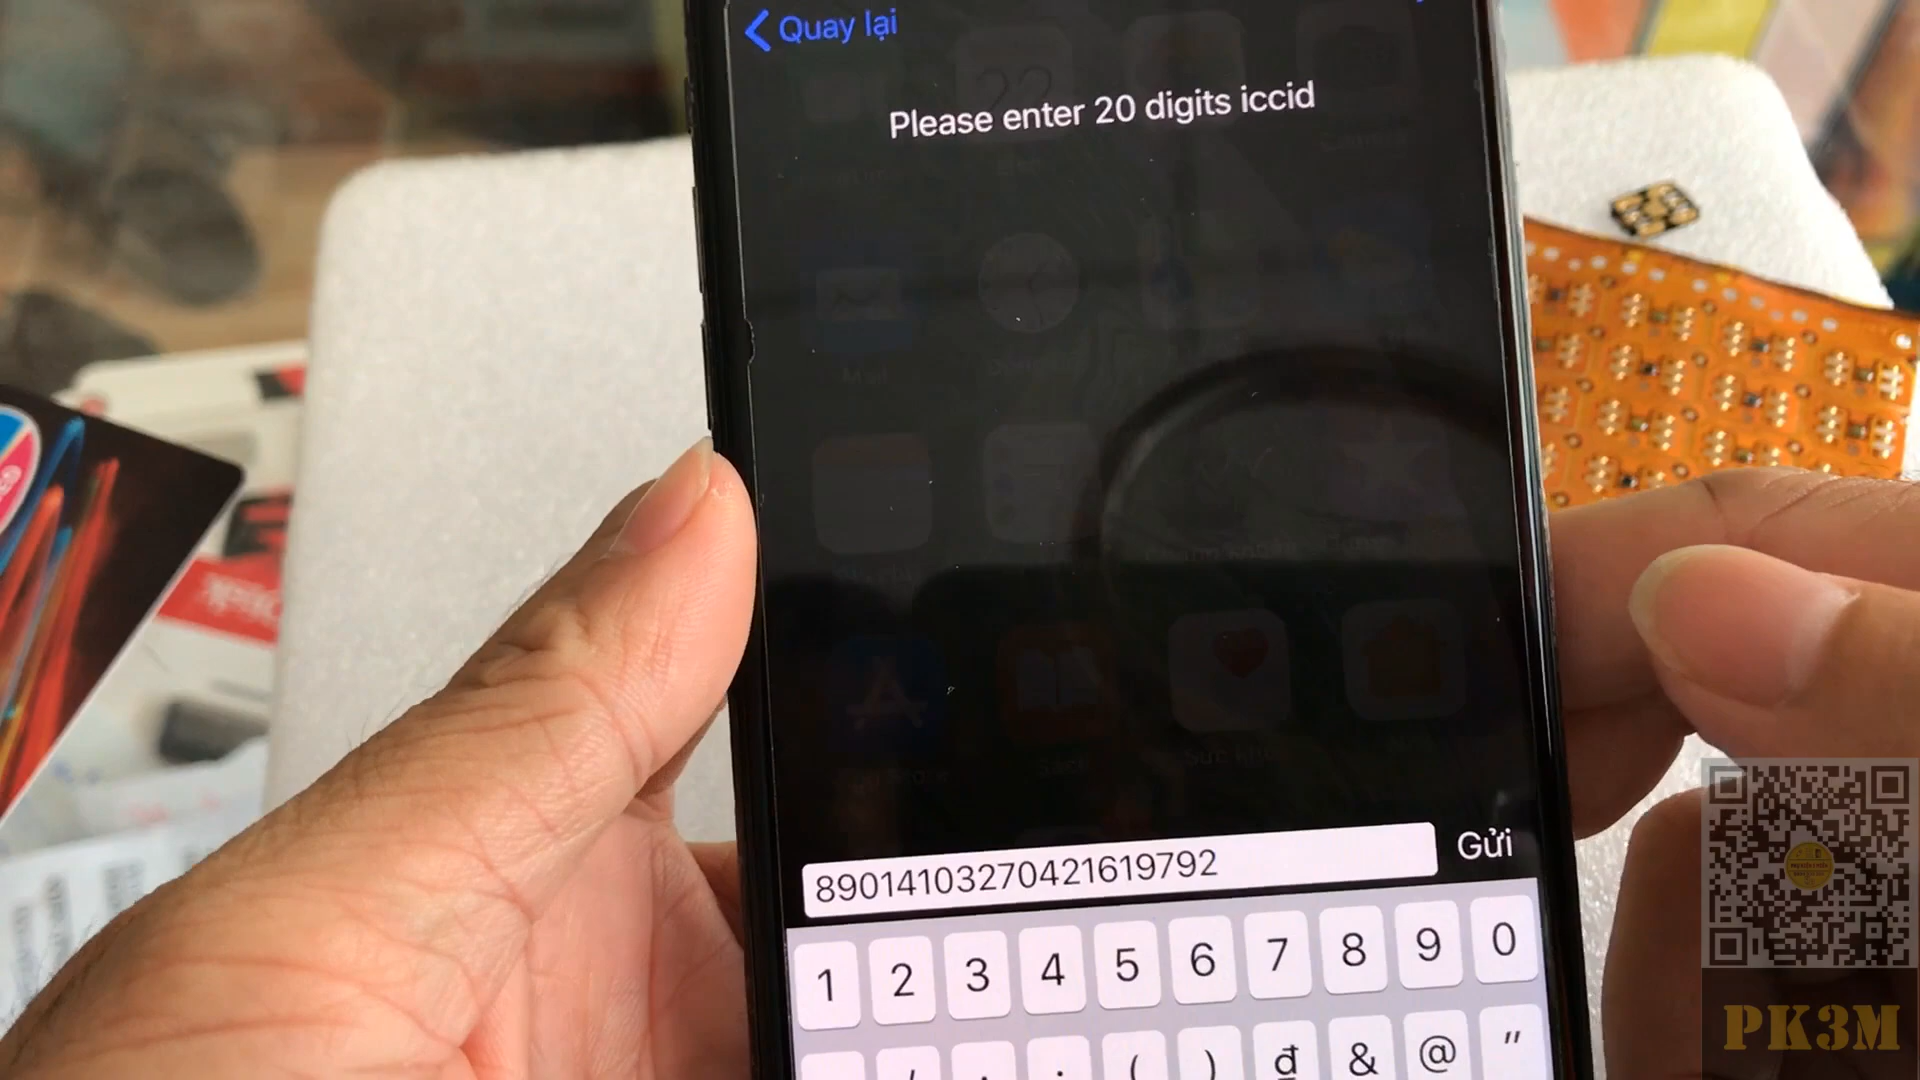 Quay lại
Please enter 20 digits iccid
89014103270421619792
Gửi
1 2 3 4 5 6 7 8 9 0
( ) đ & @ "
PK3M